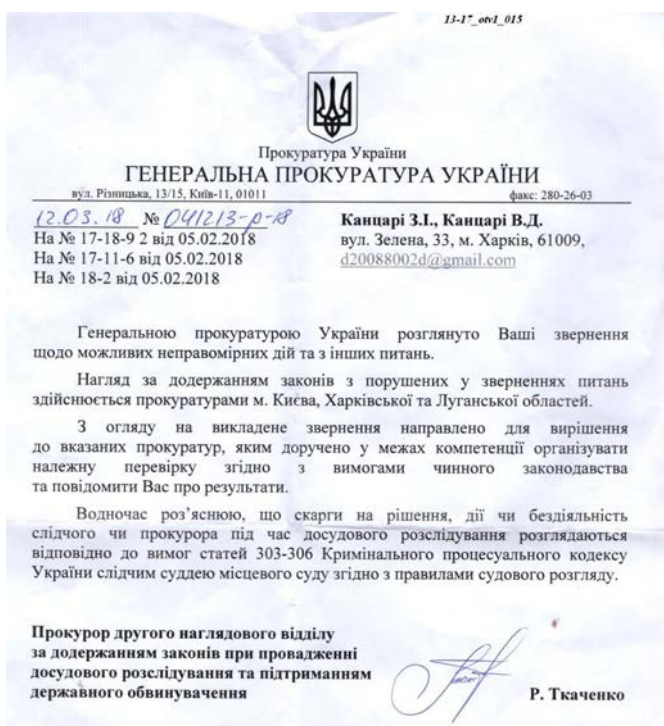 13-17_otv1_015
Прокуратура України
ГЕНЕРАЛЬНА ПРОКУРАТУРА УКРАЇНИ
вул. Різницька, 13/15, Київ-11, 01011 факс: 280-26-03
12.03.18 № 04/2/3-р-18
На № 17-18-9 2 від 05.02.2018
На № 17-11-6 від 05.02.2018
На № 18-2 від 05.02.2018
Канцарі З.І., Канцарі В.Д.
вул. Зелена, 33, м. Харків, 61009,
d20088002d@gmail.com
Генеральною прокуратурою України розглянуто Ваші звернення
щодо можливих неправомірних дій та з інших питань.
Нагляд за додержанням законів з порушених у зверненнях питань
здійснюється прокуратурами м. Києва, Харківської та Луганської областей.
З огляду на викладене звернення направлено для вирішення
до вказаних прокуратур, яким доручено у межах компетенції організувати
належну перевірку згідно з вимогами чинного законодавства
та повідомити Вас про результати.
Водночас роз’яснюю, що скарги на рішення, дії чи бездіяльність
слідчого чи прокурора під час досудового розслідування розглядаються
відповідно до вимог статей 303-306 Кримінального процесуального кодексу
України слідчим суддею місцевого суду згідно з правилами судового розгляду.
Прокурор другого наглядового відділу
за додержанням законів при провадженні
досудового розслідування та підтриманням
державного обвинувачення
Р. Ткаченко